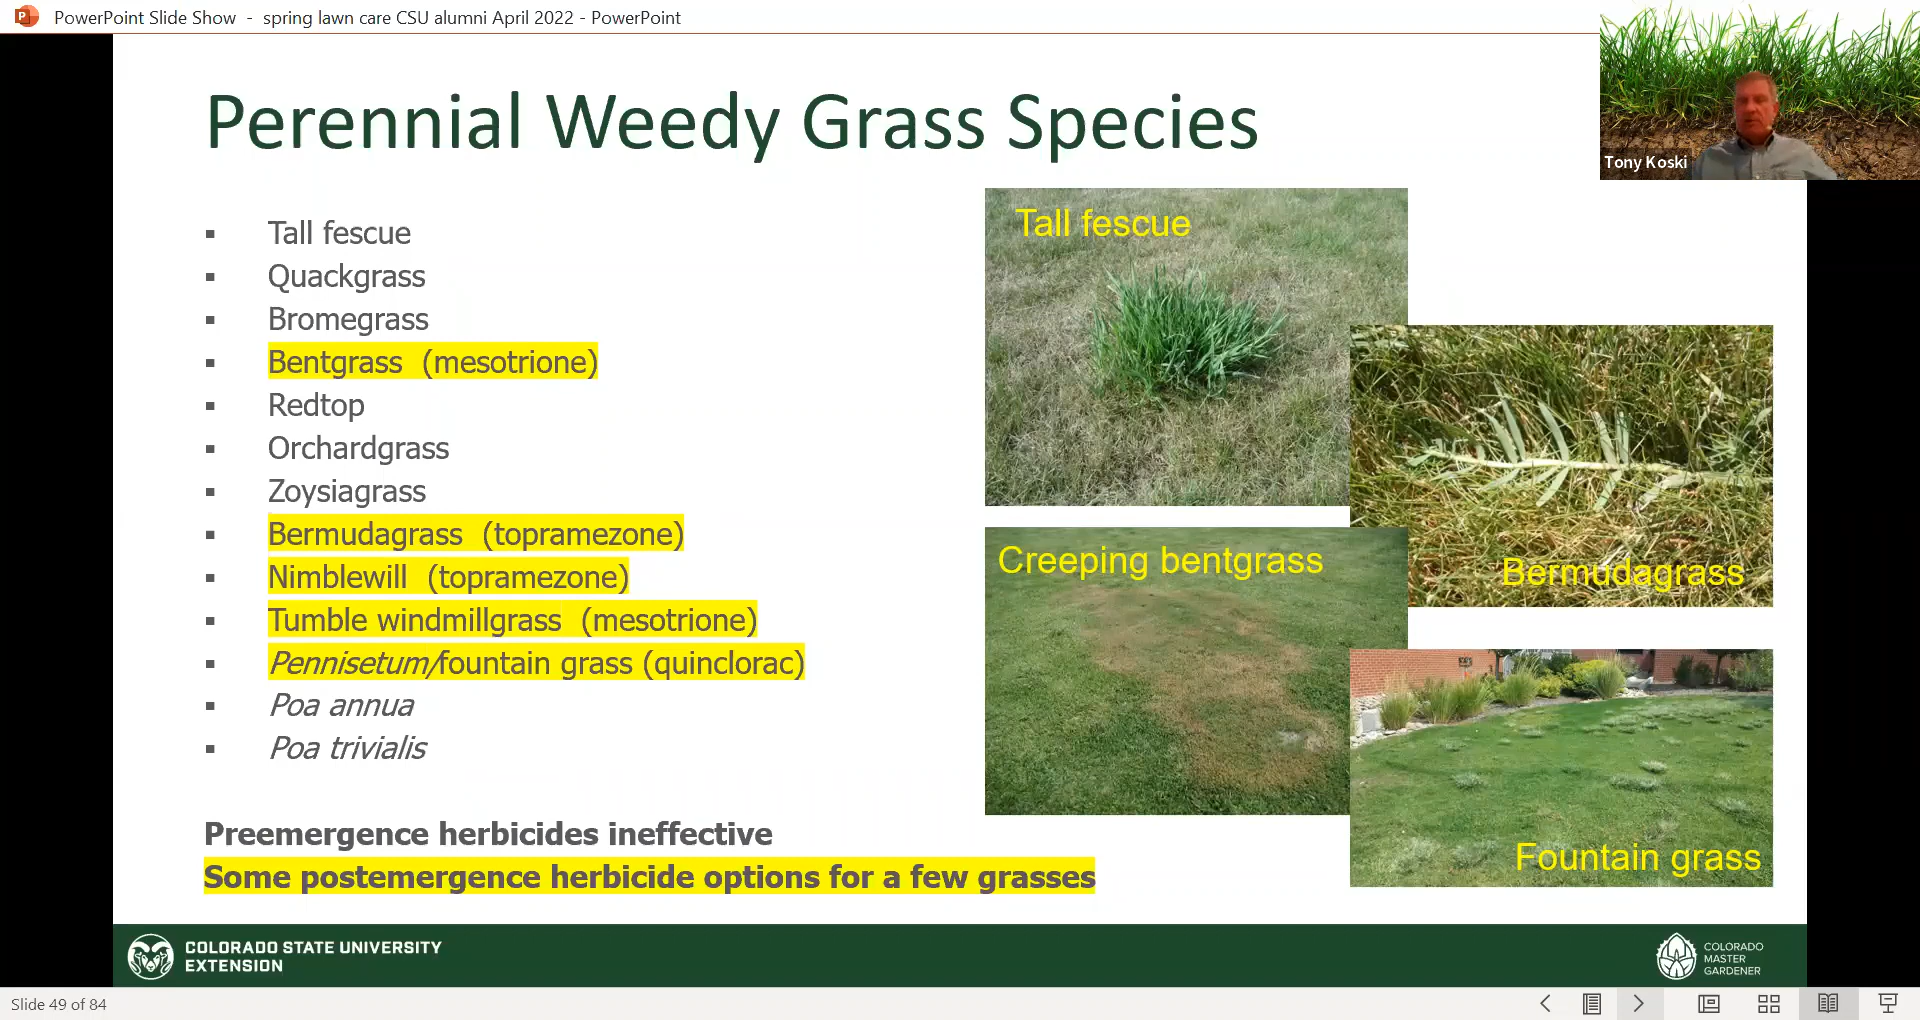 PowerPoint Slide Show - spring lawn care CSU alumni April 2022 - PowerPoint
Tony Koski
Perennial Weedy Grass Species
▪ Tall fescue
▪ Quackgrass
▪ Bromegrass
▪ Bentgrass (mesotrione)
▪ Redtop
▪ Orchardgrass
▪ Zoysiagrass
▪ Bermudagrass (topramezone)
▪ Nimblewill (topramezone)
▪ Tumble windmillgrass (mesotrione)
▪ Pennisetum/fountain grass (quinclorac)
▪ Poa annua
▪ Poa trivialis
Preemergence herbicides ineffective
Some postemergence herbicide options for a few grasses
Tall fescue
Bermudagrass
Creeping bentgrass
Fountain grass
COLORADO STATE UNIVERSITY
EXTENSION
COLORADO
MASTER
GARDENER
Slide 49 of 84